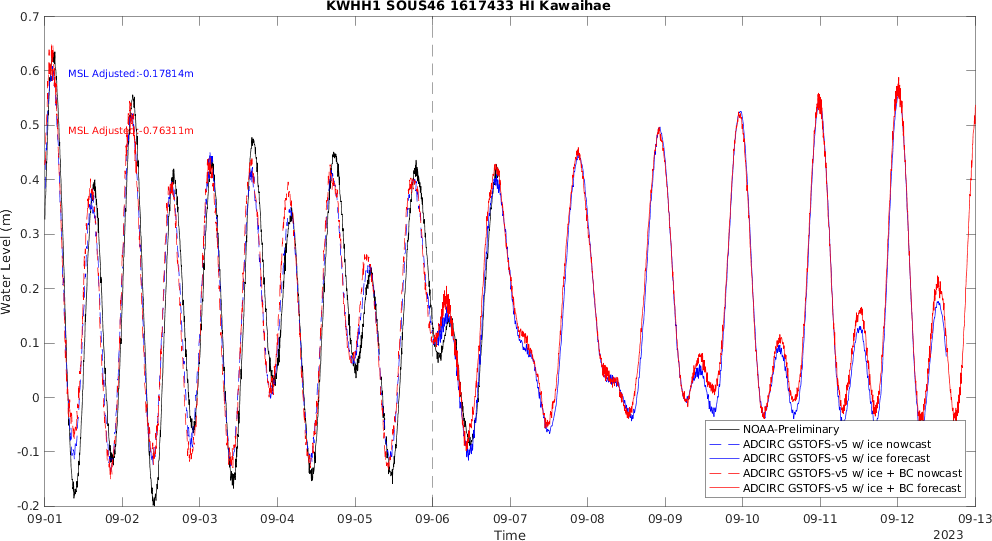 KWHH1 SOUS46 1617433 HI Kawaihae
0.7
0.6
0.5
0.4
0.3
0.2
0.1
0
-0.1
-0.2
Water Level (m)
MSL Adjusted:-0.17814m
MSL Adjusted:-0.76311m
NOAA-Preliminary
ADCIRC GSTOFS-v5 w/ ice nowcast
ADCIRC GSTOFS-v5 w/ ice forecast
ADCIRC GSTOFS-v5 w/ ice + BC nowcast
ADCIRC GSTOFS-v5 w/ ice + BC forecast
09-01 09-02 09-03 09-04 09-05 09-06 09-07 09-08 09-09 09-10 09-11 09-12 09-13
Time
2023